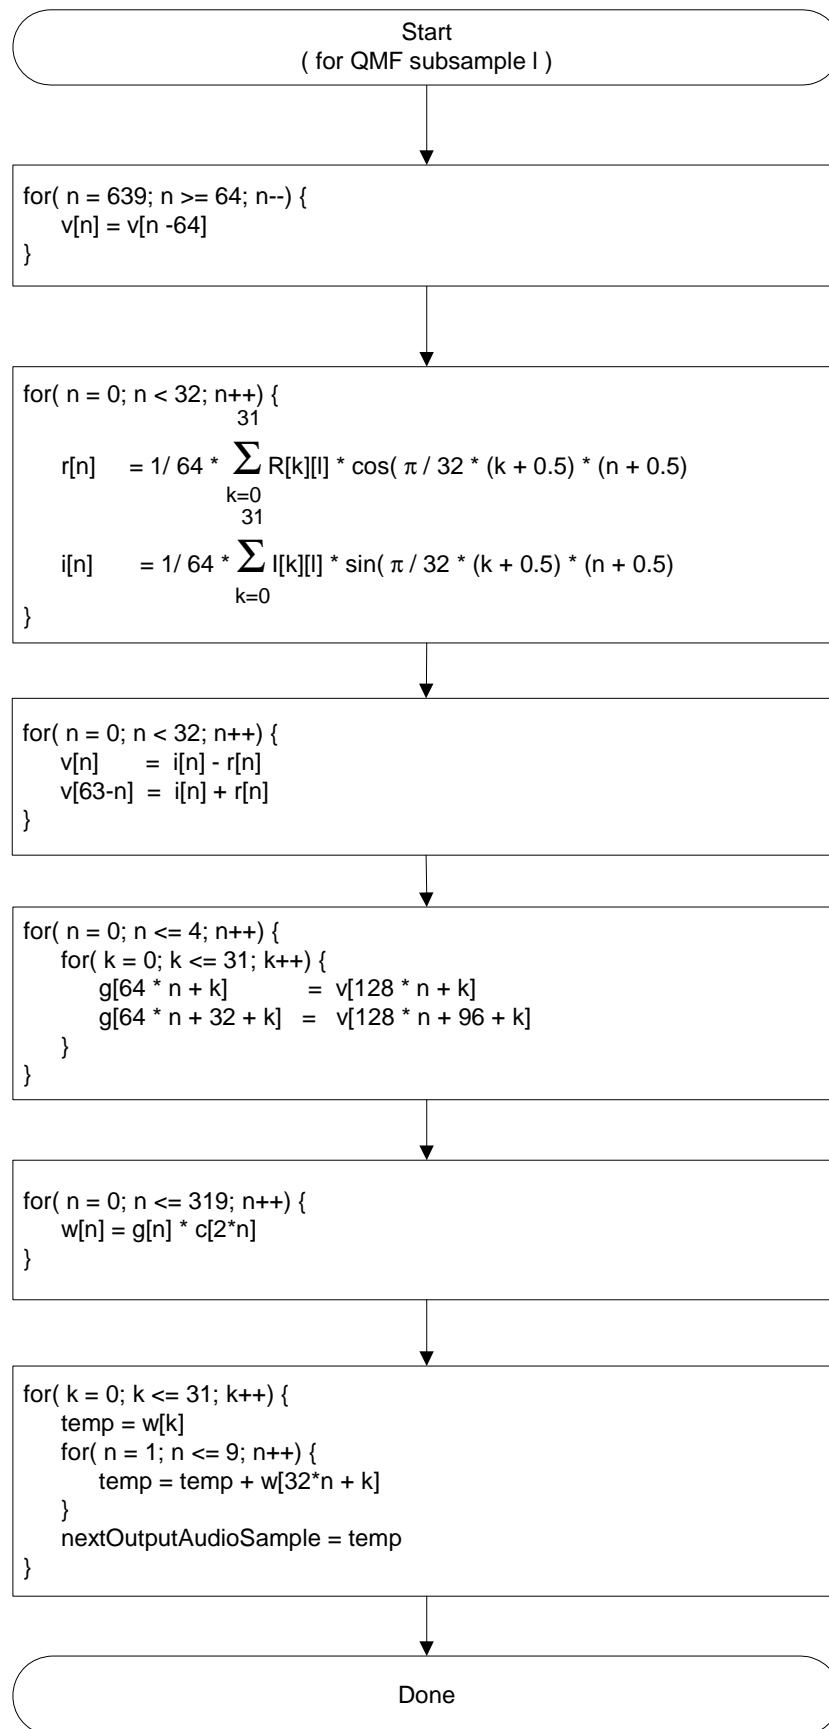 Start
( for QMF subsample l )
for( n = 639; n >= 64; n--) {
v[n] = v[n -64]
}
for( n = 0; n < 32; n++) {
31
r[n] = 1/ 64 * Σ R[k][l] * cos( π / 32 * (k + 0.5) * (n + 0.5)
k=0
31
i[n] = 1/ 64 * Σ I[k][l] * sin( π / 32 * (k + 0.5) * (n + 0.5)
k=0
}
for( n = 0; n < 32; n++) {
v[n] = i[n] - r[n]
v[63-n] = i[n] + r[n]
}
for( n = 0; n <= 4; n++) {
for( k = 0; k <= 31; k++) {
g[64 * n + k] = v[128 * n + k]
g[64 * n + 32 + k] = v[128 * n + 96 + k]
}
}
for( n = 0; n <= 319; n++) {
w[n] = g[n] * c[2*n]
}
for( k = 0; k <= 31; k++) {
temp = w[k]
for( n = 1; n <= 9; n++) {
temp = temp + w[32*n + k]
}
nextOutputAudioSample = temp
}
Done